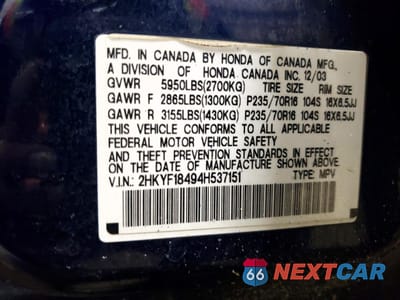 MFD. IN CANADA BY HONDA OF CANADA MFG.,
A DIVISION OF HONDA CANADA INC. 12/03
GVWR 5950LBS(2700KG) TIRE SIZE RIM SIZE
GAWR F 2865LBS(1300KG) P235/70R16 104S 16X6.5JJ
GAWR R 3155LBS(1430KG) P235/70R16 104S 16X6.5JJ
THIS VEHICLE CONFORMS TO ALL APPLICABLE
FEDERAL MOTOR VEHICLE SAFETY
AND THEFT PREVENTION STANDARDS IN EFFECT
ON THE DATE OF MANUFACTURE SHOWN ABOVE.
V.I.N.: 2HKYF18494H537151 TYPE: MPV
66 NEXTCAR